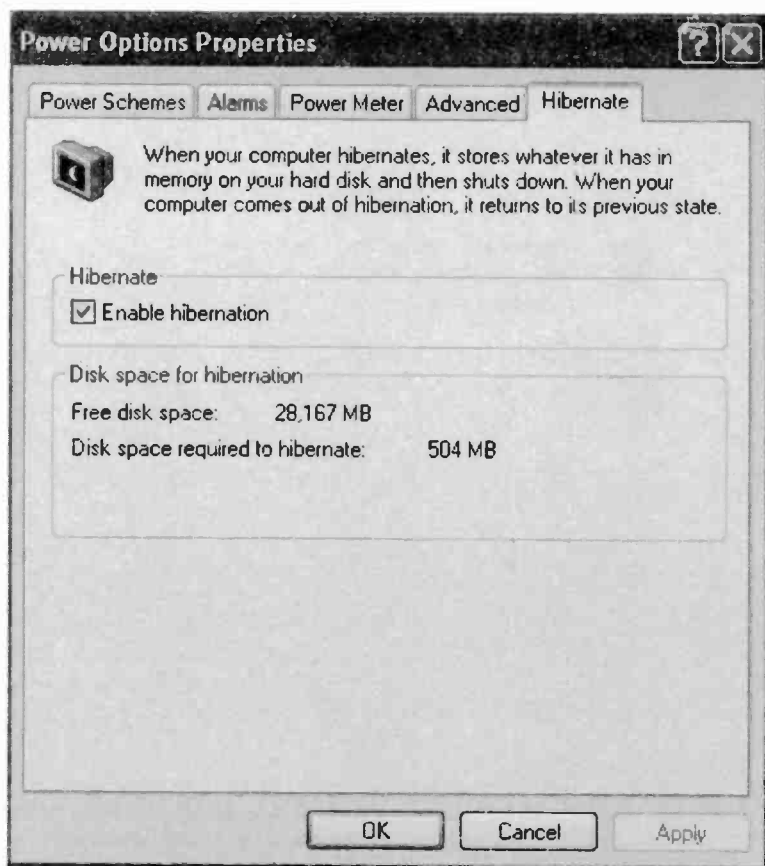 Power Options Properties
Power Schemes Alarms Power Meter Advanced Hibernate
When your computer hibernates, it stores whatever it has in
memory on your hard disk and then shuts down. When your
computer comes out of hibernation, it returns to its previous state.
Hibernate
Enable hibernation
Disk space for hibernation
Free disk space: 28,167 MB
Disk space required to hibernate: 504 MB
OK Cancel Apply